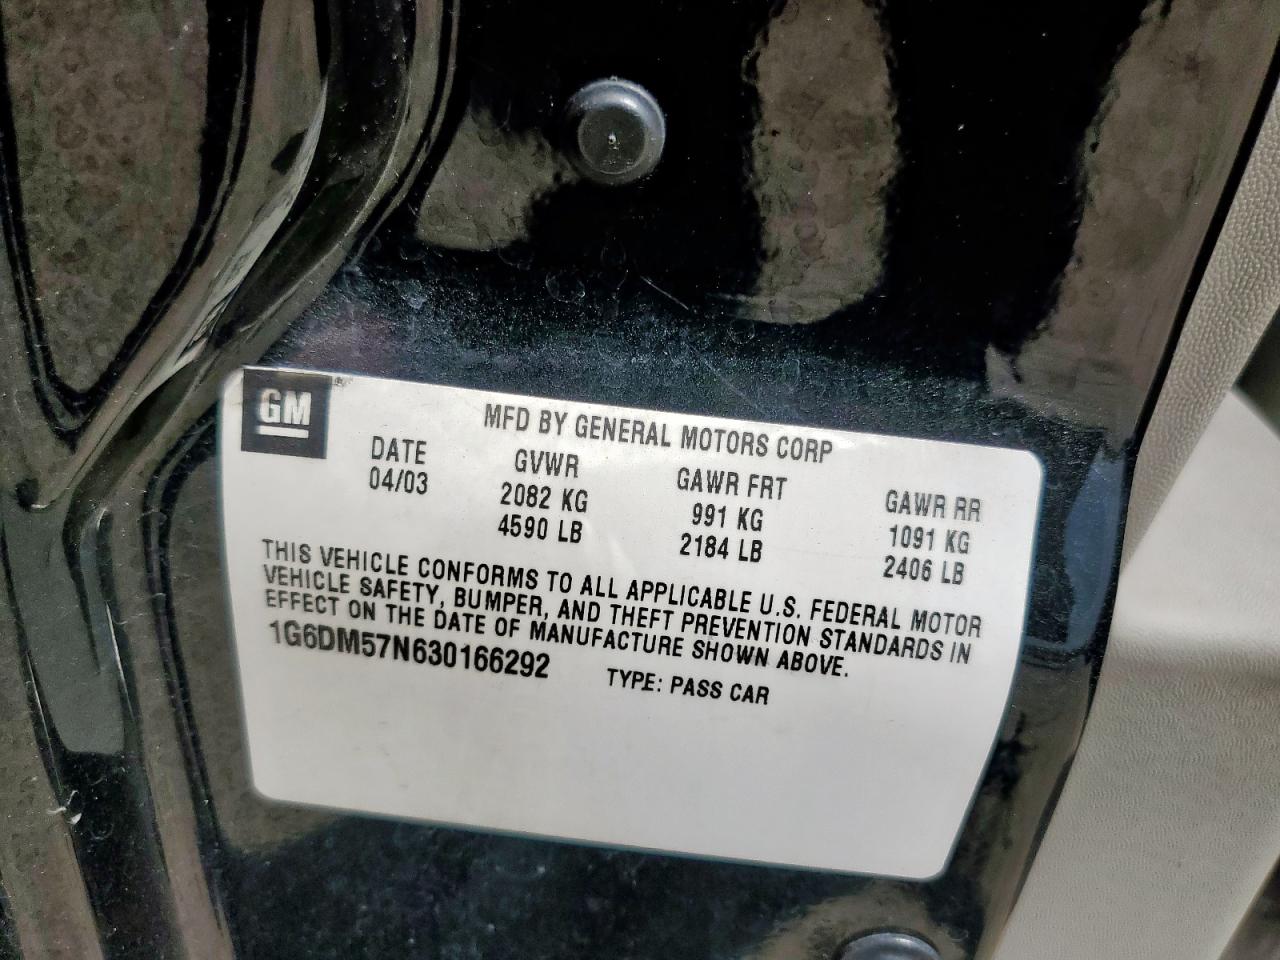 GM
MFD BY GENERAL MOTORS CORP
DATE GVWR GAWR FRT GAWR RR
04/03 2082 KG 991 KG 1091 KG
4590 LB 2184 LB 2406 LB
THIS VEHICLE CONFORMS TO ALL APPLICABLE U.S. FEDERAL MOTOR
VEHICLE SAFETY, BUMPER, AND THEFT PREVENTION STANDARDS IN
EFFECT ON THE DATE OF MANUFACTURE SHOWN ABOVE.
1G6DM57N630166292 TYPE: PASS CAR